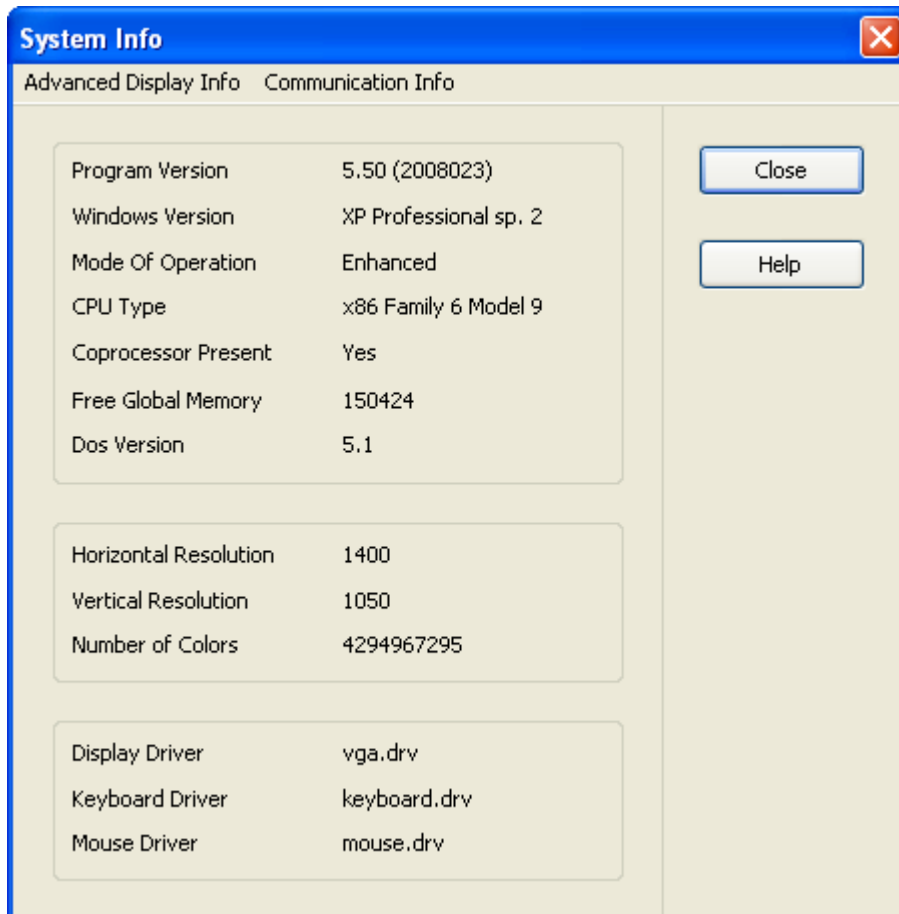 System Info
Advanced Display Info Communication Info
Program Version 5.50 (2008023)
Windows Version XP Professional sp. 2
Mode Of Operation Enhanced
CPU Type x86 Family 6 Model 9
Coprocessor Present Yes
Free Global Memory 150424
Dos Version 5.1
Horizontal Resolution 1400
Vertical Resolution 1050
Number of Colors 4294967295
Display Driver vga.drv
Keyboard Driver keyboard.drv
Mouse Driver mouse.drv
Close
Help